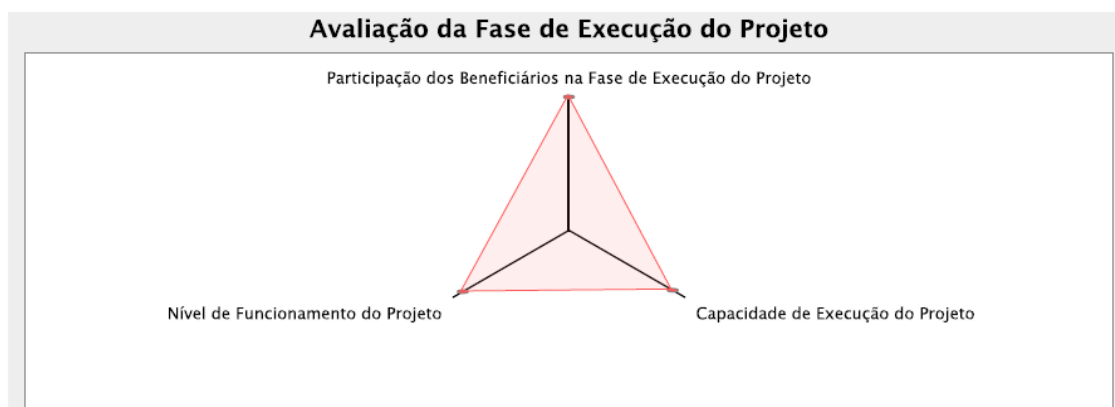 Avaliação da Fase de Execução do Projeto
Participação dos Beneficiários na Fase de Execução do Projeto
Nível de Funcionamento do Projeto
Capacidade de Execução do Projeto